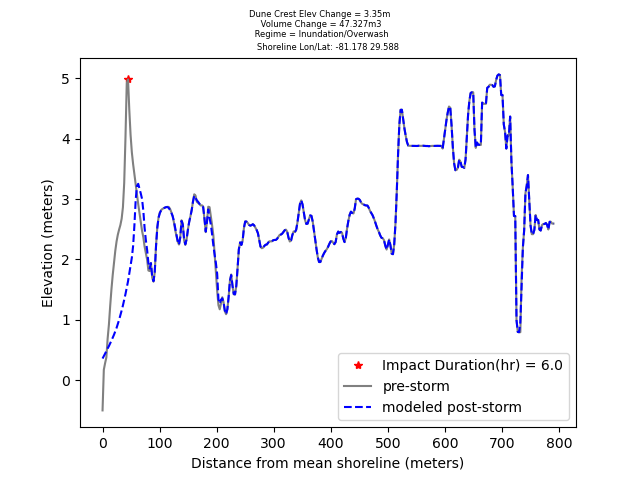 Dune Crest Elev Change = 3.35m
Volume Change = 47.327m3
Regime = Inundation/Overwash
Shoreline Lon/Lat: -81.178 29.588
Elevation (meters)
5
4
3
2
1
0
Impact Duration(hr) = 6.0
pre-storm
modeled post-storm
0 100 200 300 400 500 600 700 800
Distance from mean shoreline (meters)